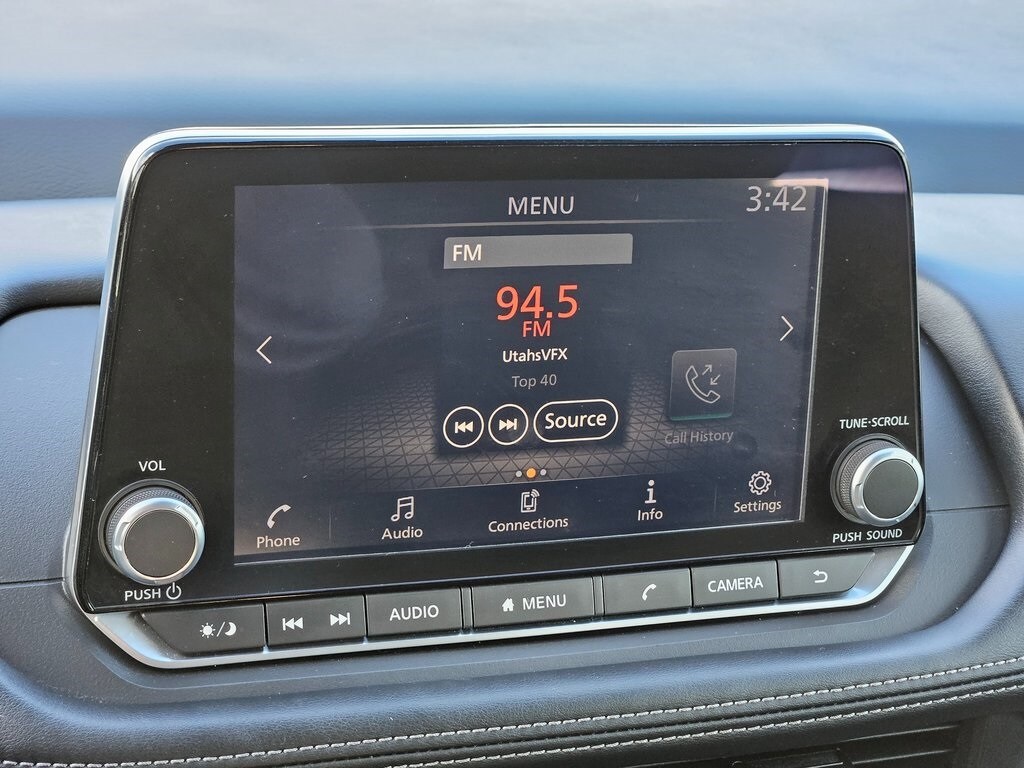 MENU
3:42
FM
94.5
FM
UtahsVFX
Top 40
Source
Call History
Phone
Audio
Connections
Info
Settings
VOL
PUSH
TUNE·SCROLL
PUSH SOUND
AUDIO
MENU
CAMERA